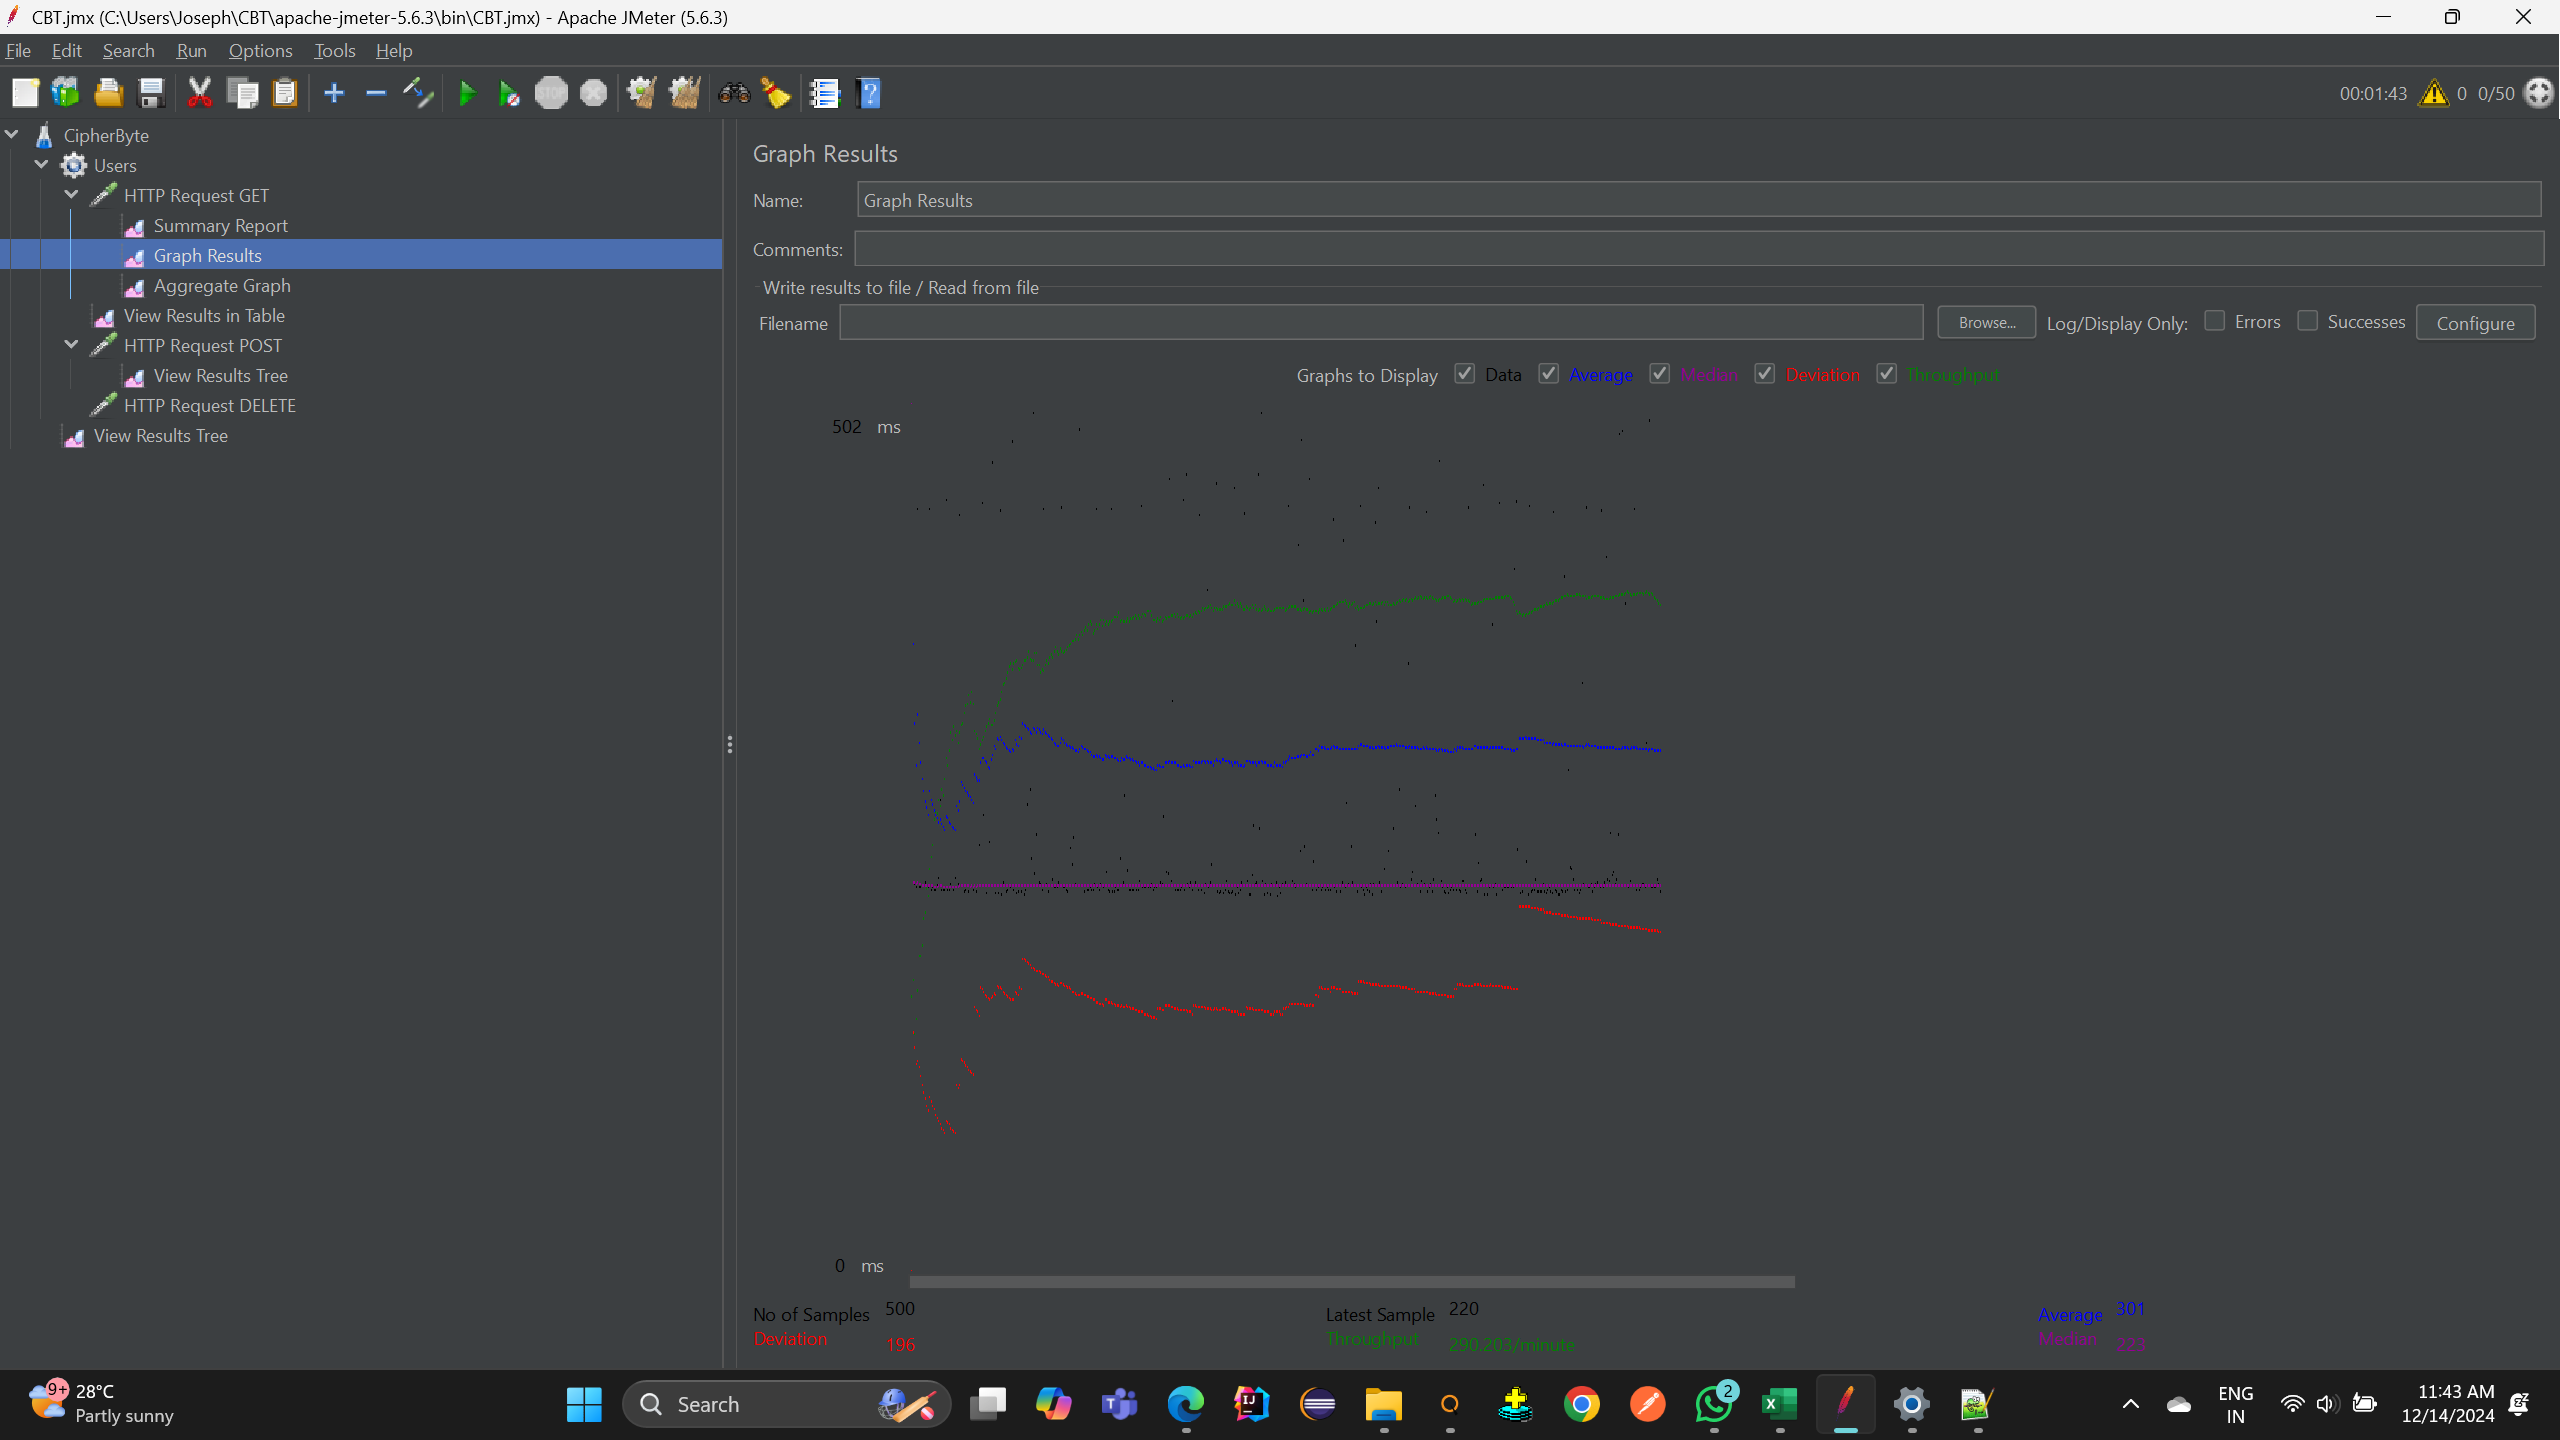 CBT.jmx (C:\Users\Joseph\CBT\apache-jmeter-5.6.3\bin\CBT.jmx) - Apache JMeter (5.6.3)
File Edit Search Run Options Tools Help
STOP
00:01:43 0 0/50
CipherByte
Users
HTTP Request GET
Summary Report
Graph Results
Aggregate Graph
View Results in Table
HTTP Request POST
View Results Tree
HTTP Request DELETE
View Results Tree
Graph Results
Name: Graph Results
Comments:
Write results to file / Read from file
Filename Browse... Log/Display Only: Errors Successes Configure
Graphs to Display Data Average Median Deviation Throughput
502 ms
0 ms
No of Samples 500 Latest Sample 220 Average 301
Deviation 196 Throughput 290.203/minute Median 223
9+ 28°C
Partly sunny
Search
2
ENG
IN
11:43 AM
12/14/2024